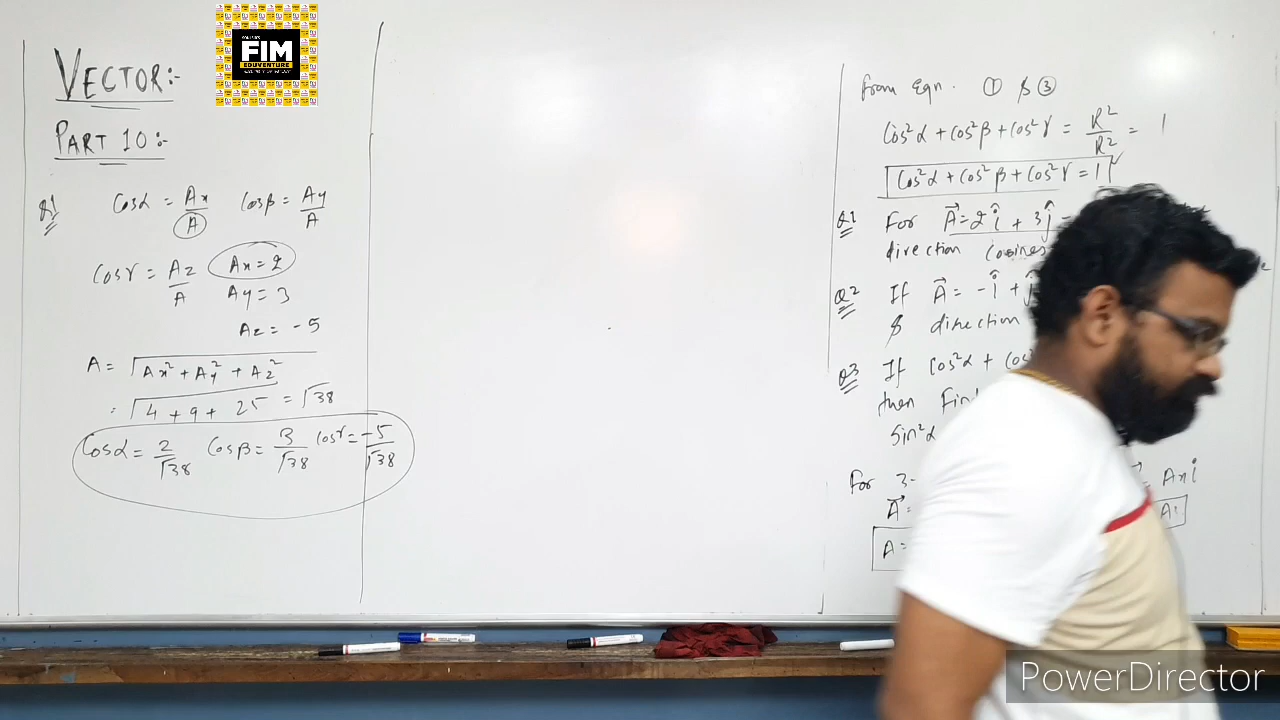 VECTOR:-
PART 10:-
FIM
EDUVENTURE
Q1 Cosα = Ax/A Cosβ = Ay/A
Cosγ = Az/A Ax = 2
Ay = 3
Az = -5
A = √Ax² + Ay² + Az²
= √4 + 9 + 25 = √38
Cosα = 2/√38 Cosβ = 3/√38 Cosγ = -5/√38
from Eqn. ① & ③
Cos²α + Cos²β + Cos²γ = R²/R² = 1
Cos²α + Cos²β + Cos²γ = 1
Q1 For A⃗ = 2î + 3ĵ -
direction Cosines
Q2 If A⃗ = -î + ĵ
& direction
Q3 If Cos²α +
then Find
Sin²α
For 3-
A⃗ =
A =
PowerDirector